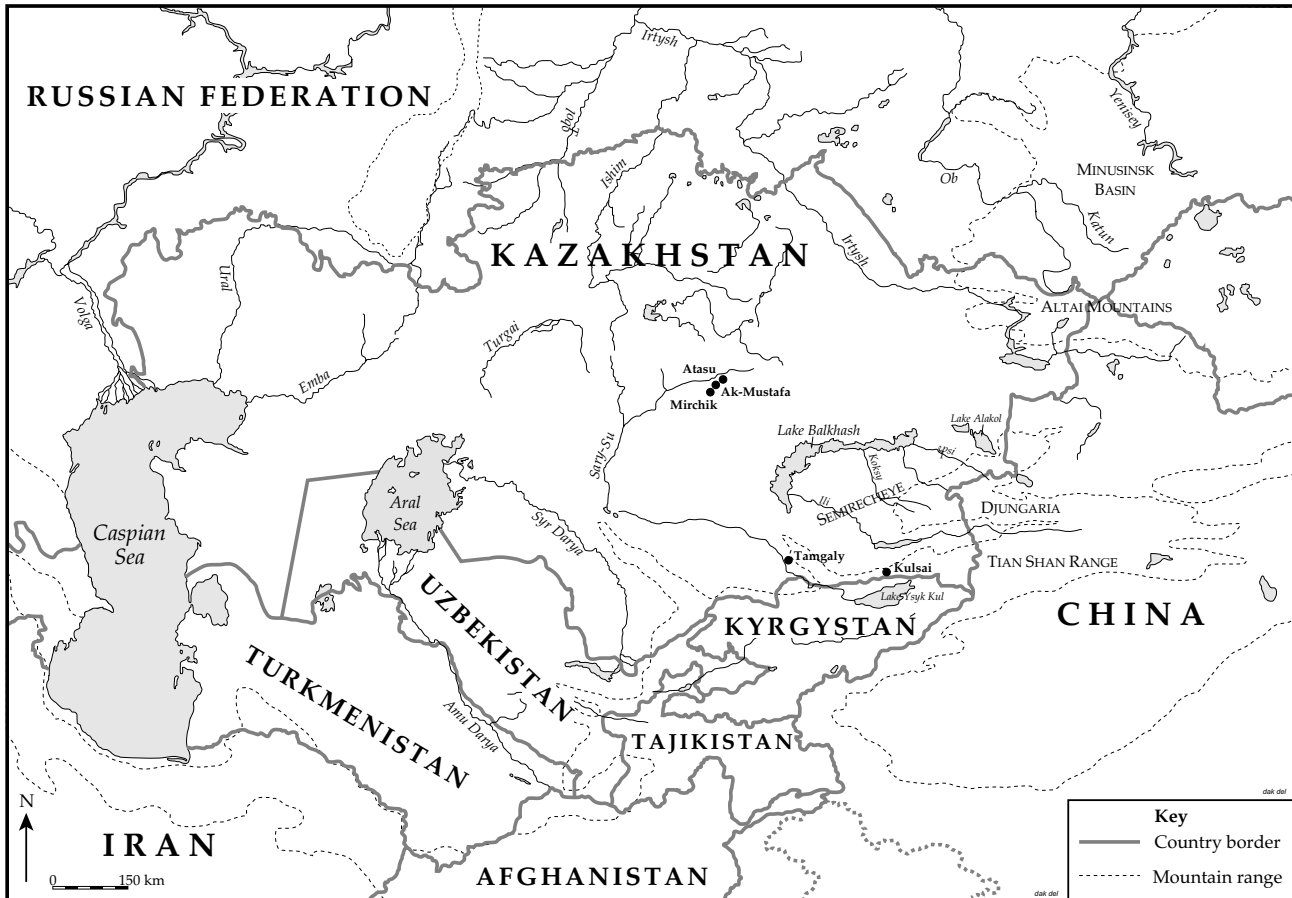 Irtysh
RUSSIAN FEDERATION
Tobol
Yenisey
Ishim
Ob
MINUSINSK
BASIN
Katun
KAZAKHSTAN
Irtysh
Ural
Volga
ALTAI MOUNTAINS
Turgai
Emba
Atasu
Ak-Mustafa
Mirchik
Lake Balkhash
Lake Alakol
Sary-Su
Koksy
Ili
SEMIRECHEYE
DJUNGARIA
Aral
Sea
Syr Darya
Caspian
Sea
Tamgaly
Kulsai
TIAN SHAN RANGE
Lake Ysyk Kul
UZBEKISTAN
KYRGYSTAN
CHINA
TURKMENISTAN
Amu Darya
TAJIKISTAN
dak del
N
IRAN
0 150 km
AFGHANISTAN
dak del
Key
Country border
Mountain range